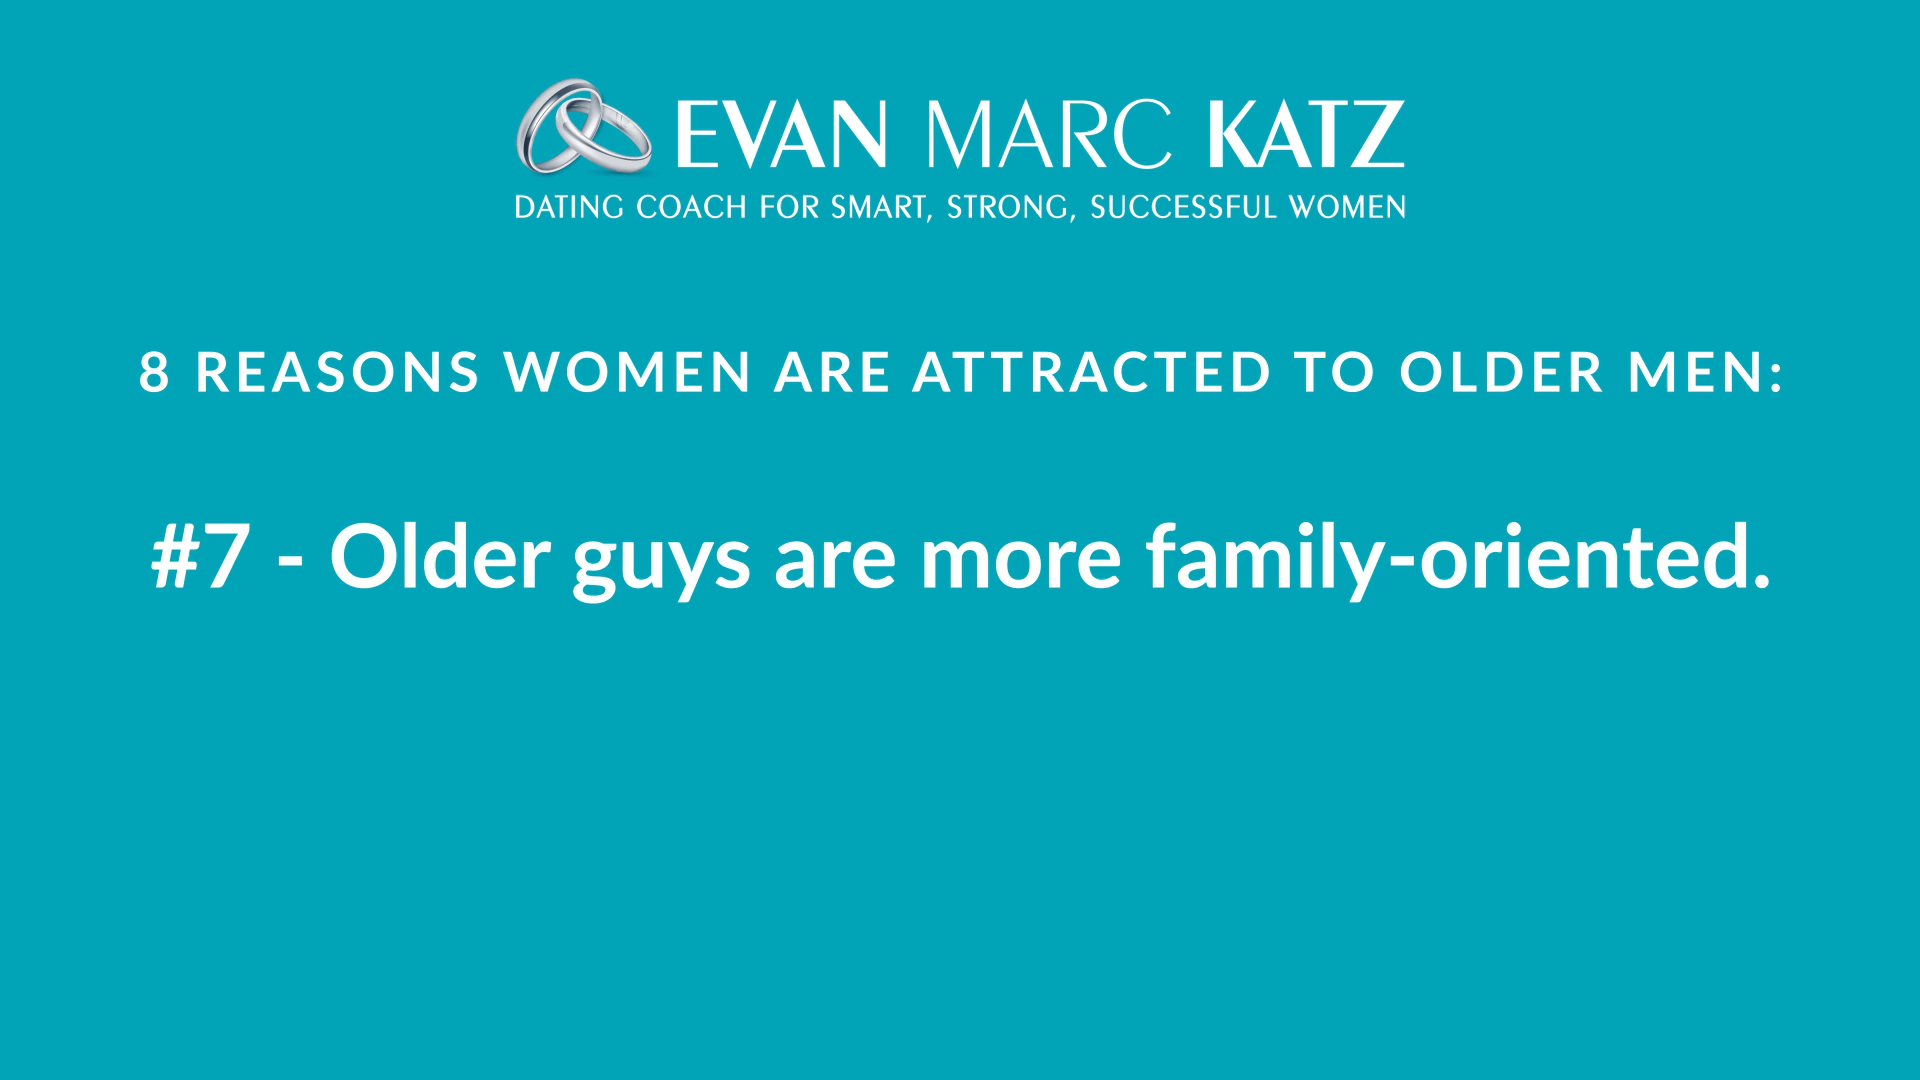 EVAN MARC KATZ
DATING COACH FOR SMART, STRONG, SUCCESSFUL WOMEN
8 REASONS WOMEN ARE ATTRACTED TO OLDER MEN:
#7 - Older guys are more family-oriented.